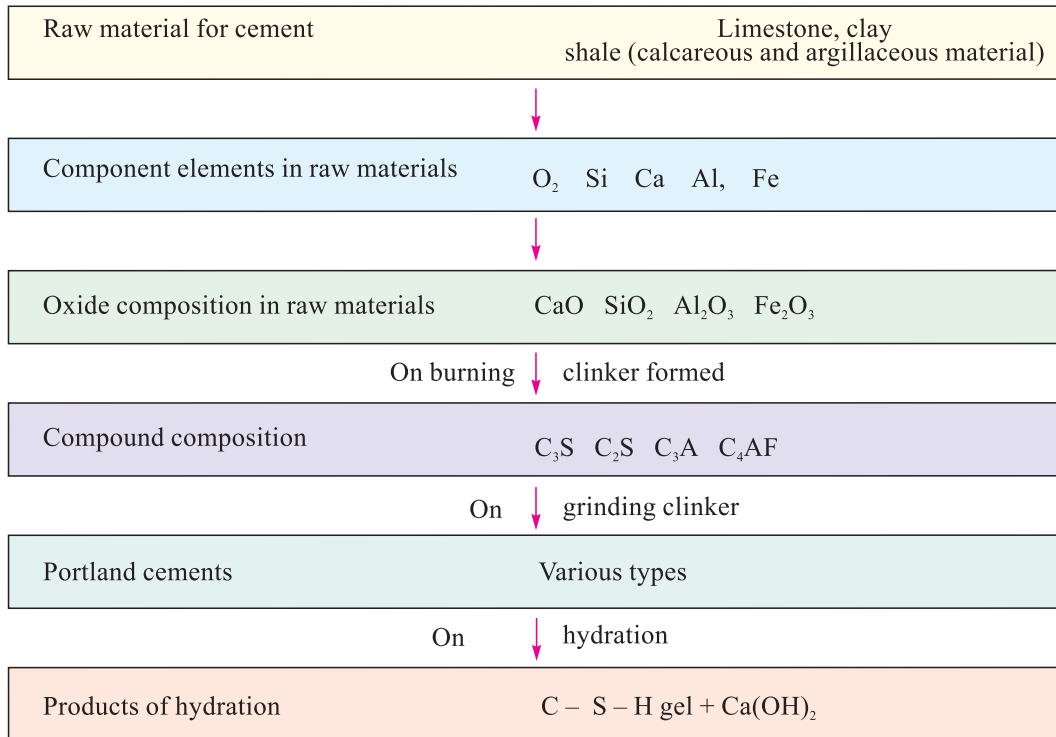 Raw material for cement Limestone, clay
shale (calcareous and argillaceous material)
Component elements in raw materials O₂ Si Ca Al, Fe
Oxide composition in raw materials CaO SiO₂ Al₂O₃ Fe₂O₃
On burning clinker formed
Compound composition C₃S C₂S C₃A C₄AF
On grinding clinker
Portland cements Various types
On hydration
Products of hydration C – S – H gel + Ca(OH)₂